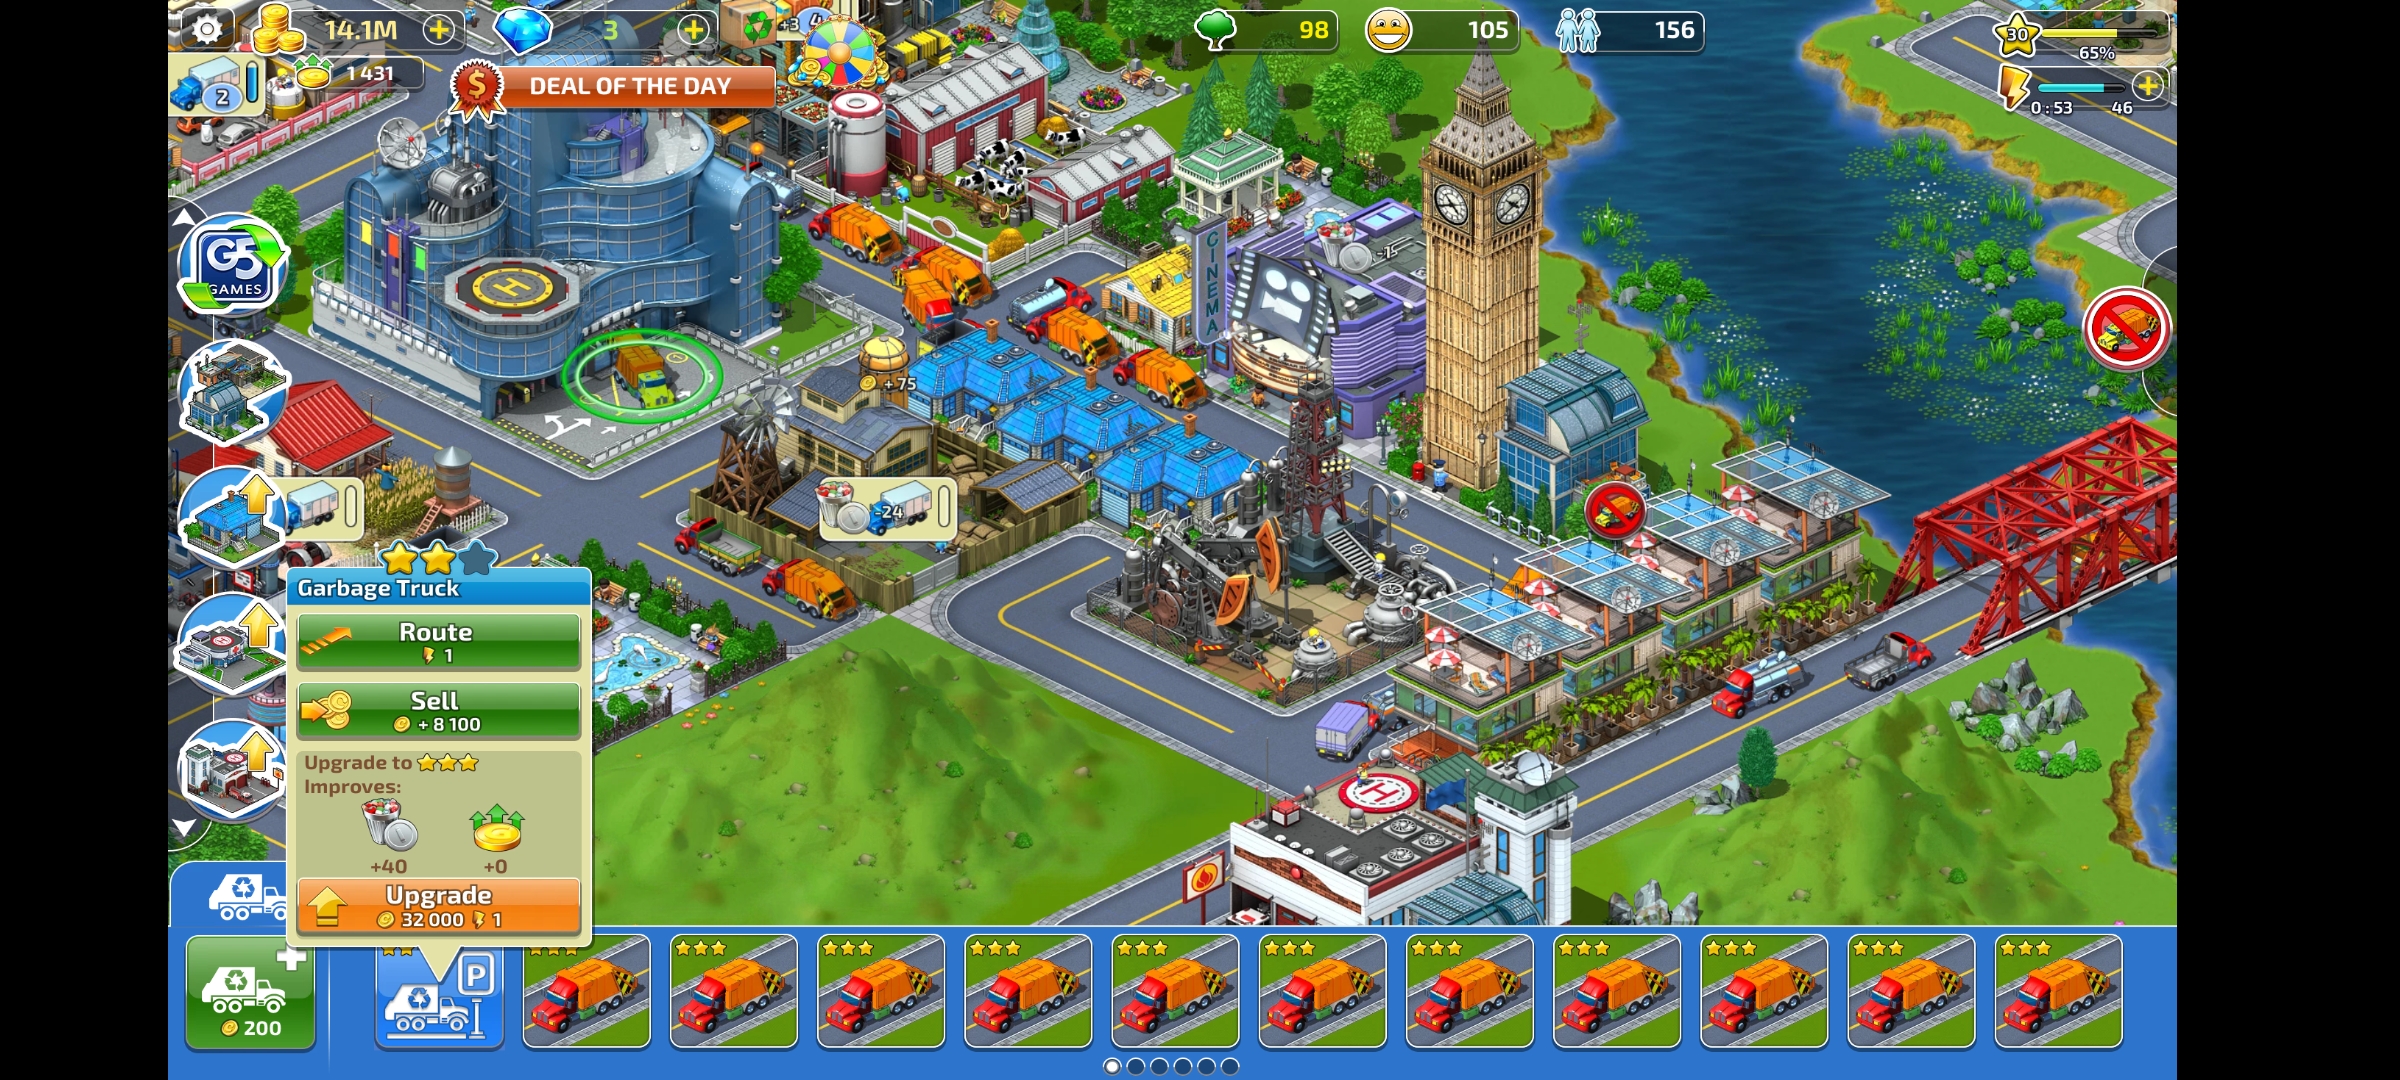 14.1M
3
+3
4
98
105
156
30
65%
2
1 431
DEAL OF THE DAY
0:53
46
G5
GAMES
CINEMA
-15
+75
-24
Garbage Truck
Route
1
Sell
+ 8 100
Upgrade to
Improves:
+40
+0
Upgrade
32 000
1
200
P
H
H